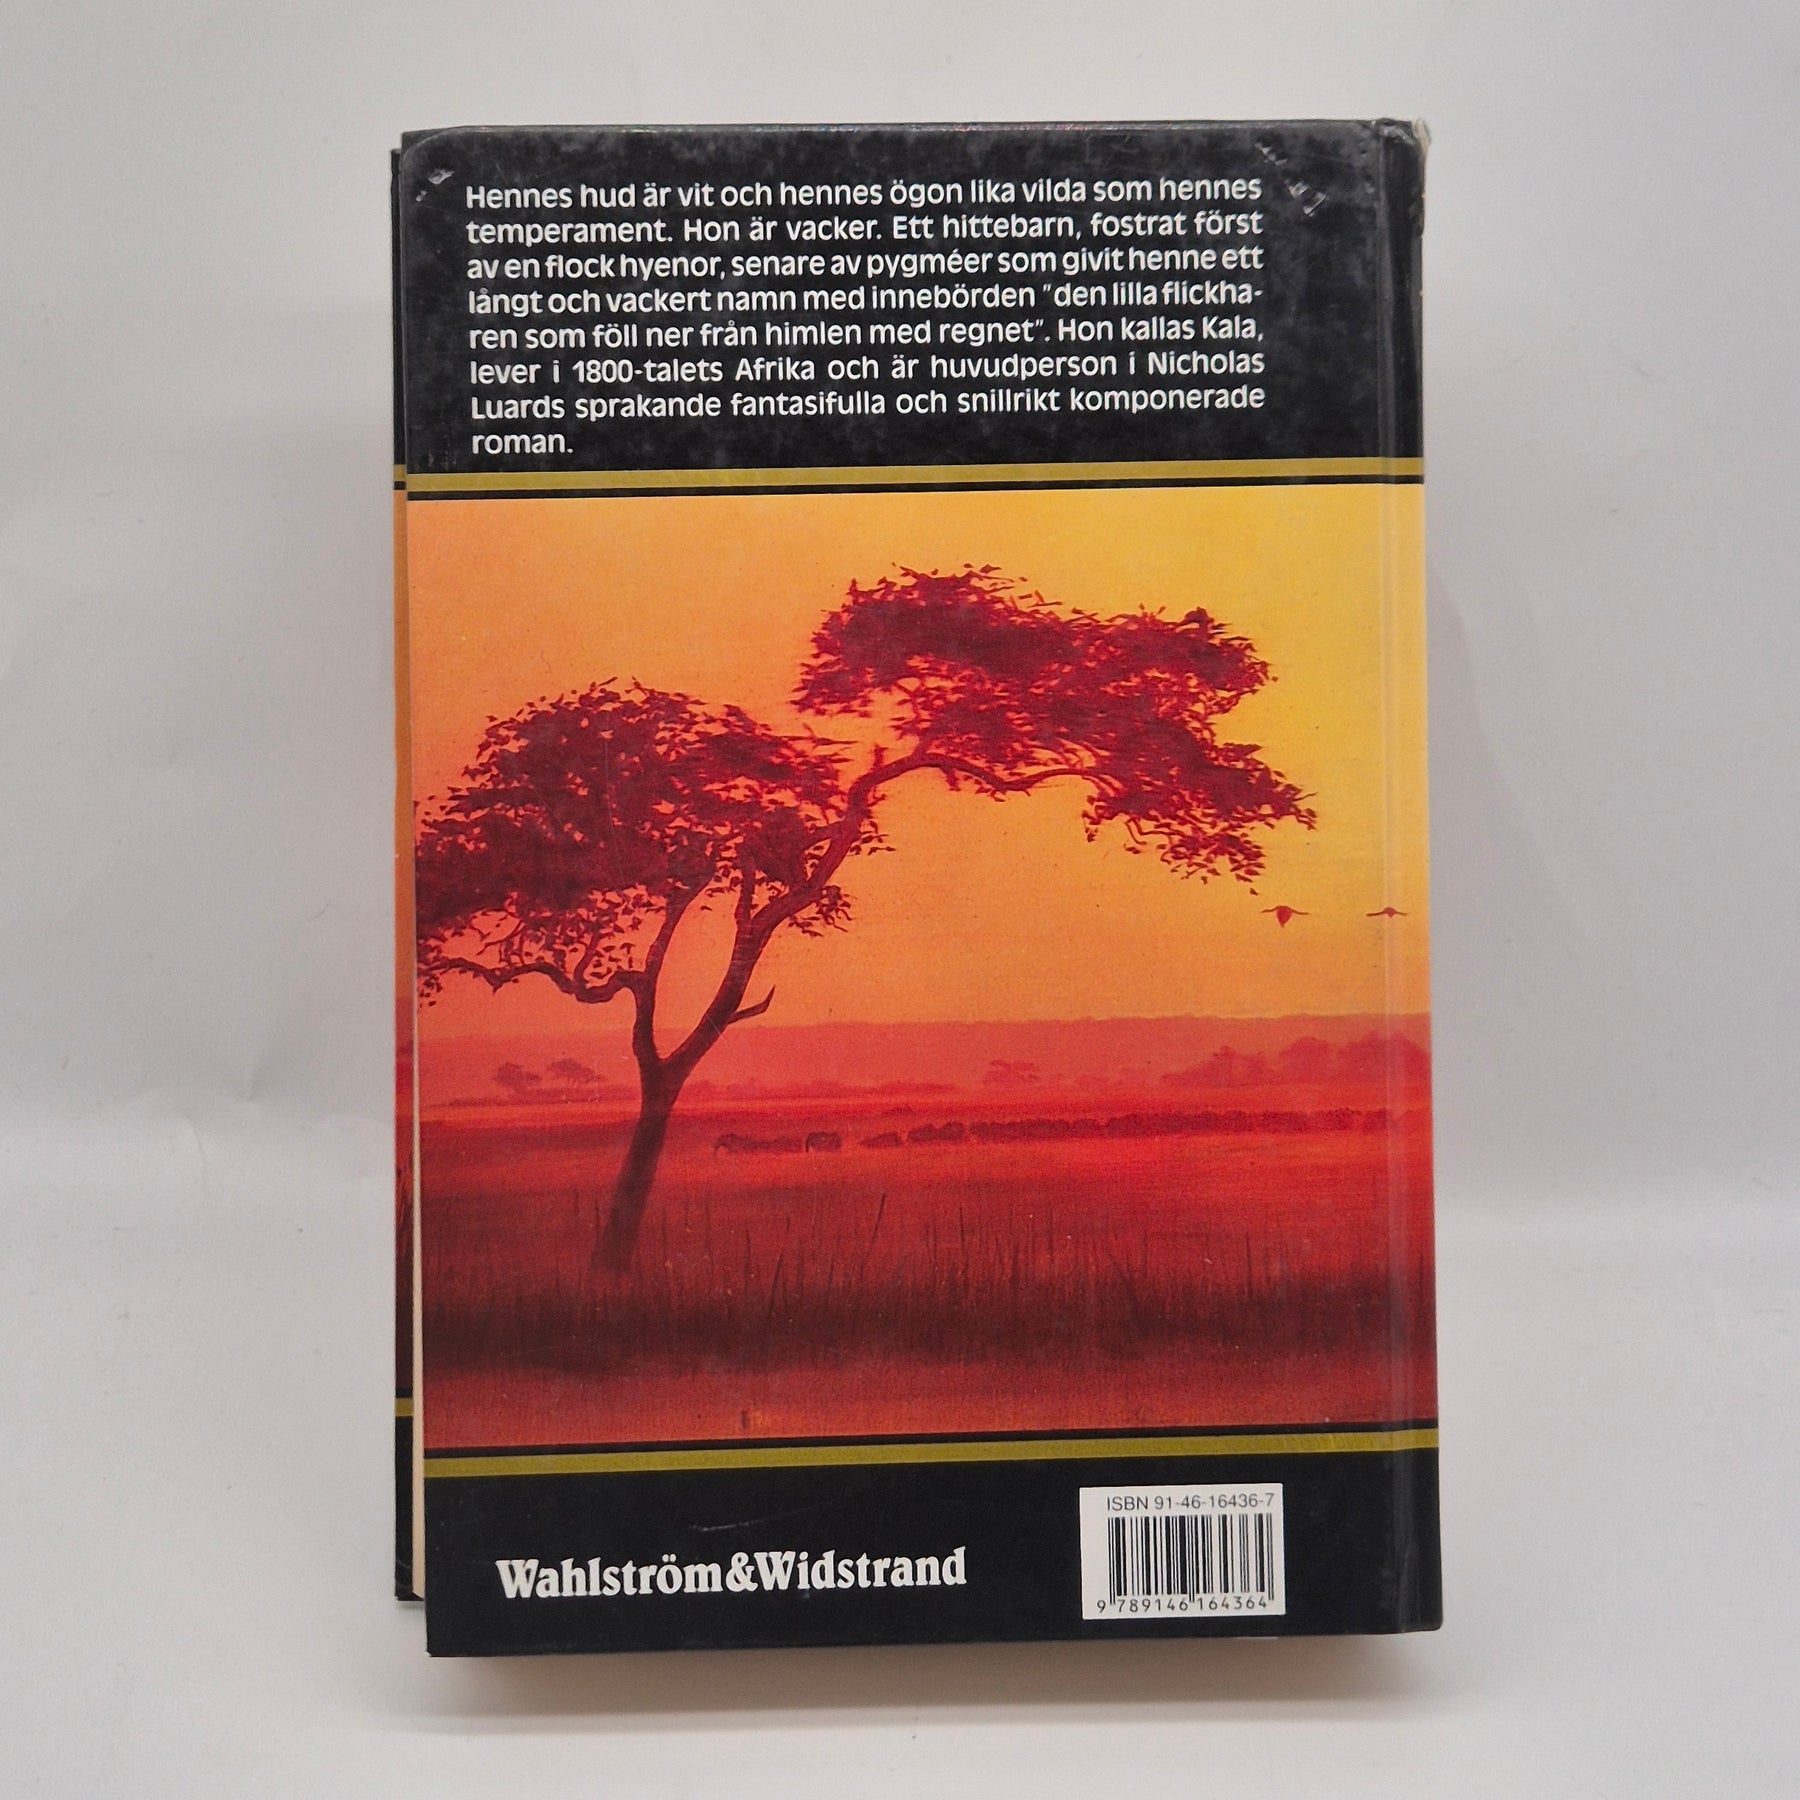 Hennes hud är vit och hennes ögon lika vilda som hennes
temperament. Hon är vacker. Ett hittebarn, fostrat först
av en flock hyenor, senare av pygméer som givit henne ett
långt och vackert namn med innebörden "den lilla flickha-
ren som föll ner från himlen med regnet". Hon kallas Kala,
lever i 1800-talets Afrika och är huvudperson i Nicholas
Luards sprakande fantasifulla och snillrikt komponerade
roman.
ISBN 91-46-16436-7
Wahlström&Widstrand
9 789146 164364